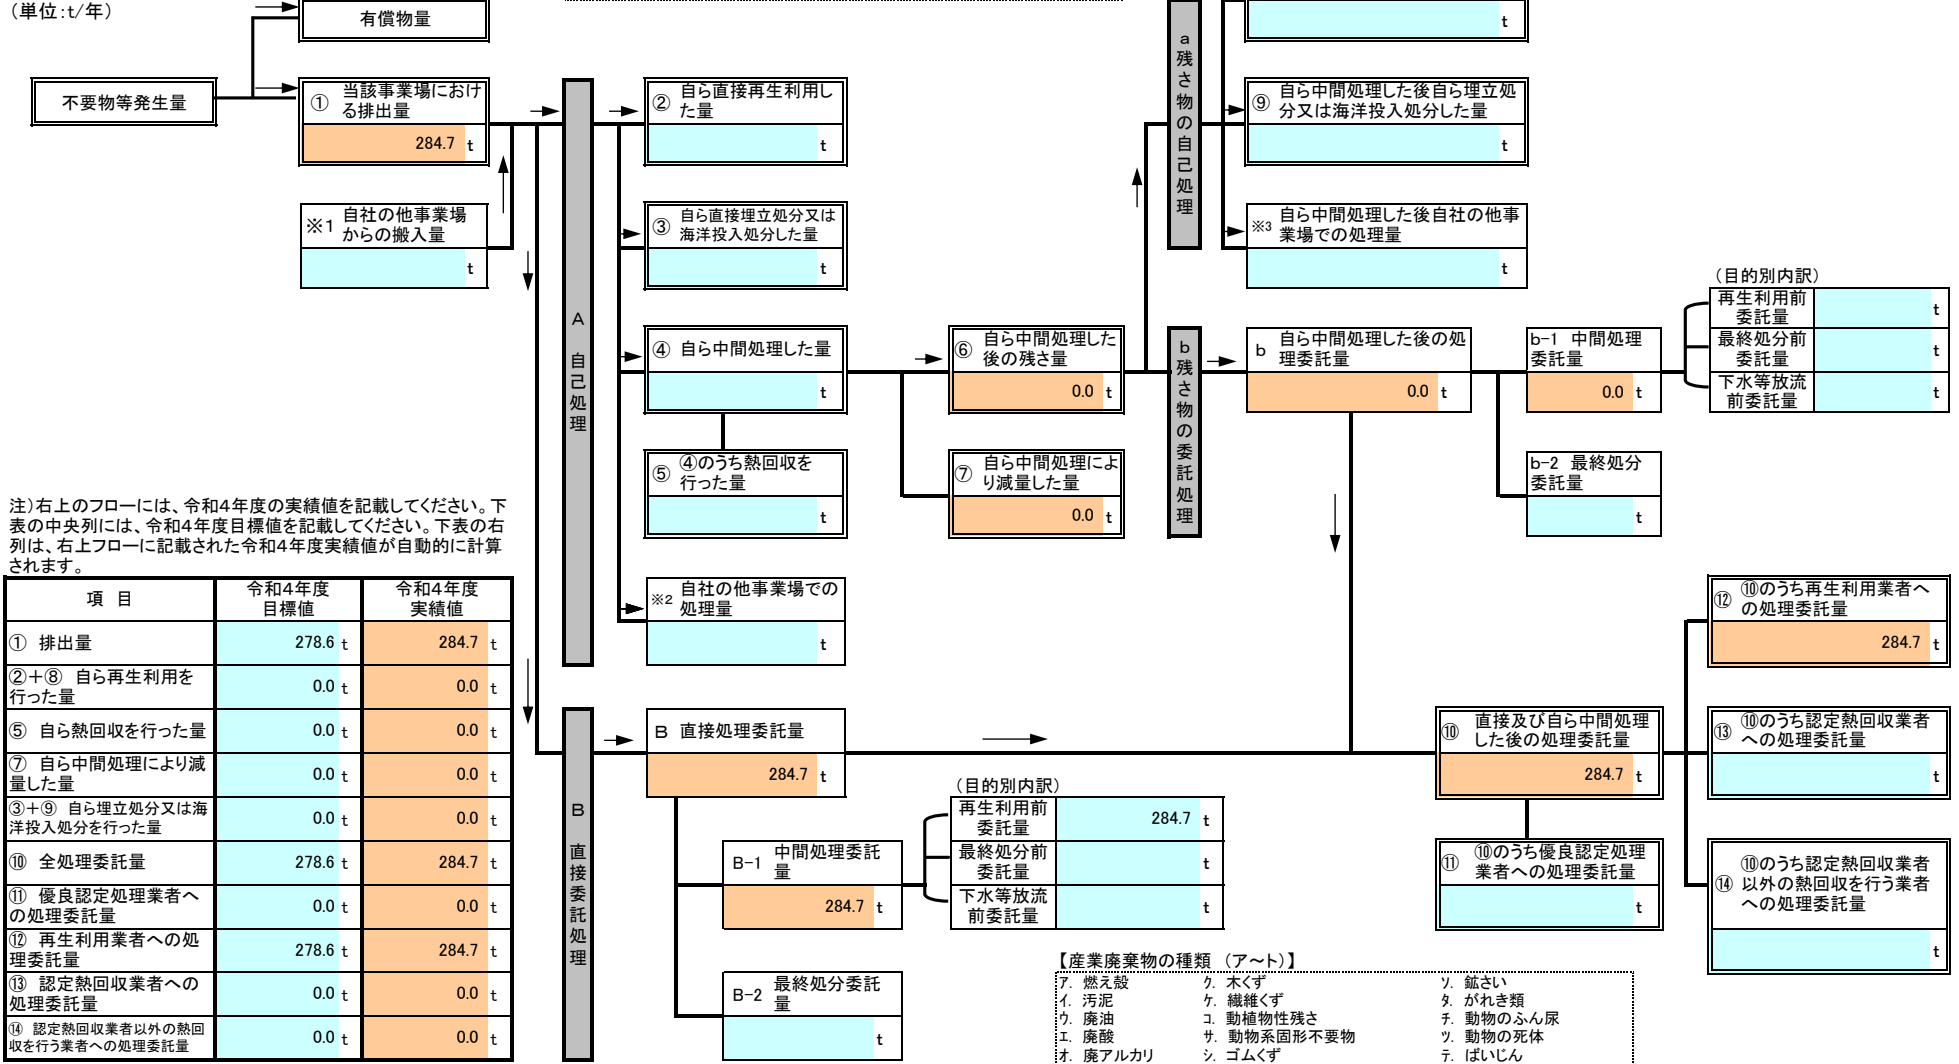 （単位：t/年）
有償物量
不要物等発生量
① 当該事業場におけ
る排出量
284.7 t
※1 自社の他事業場
からの搬入量
t
A
自己処理
② 自ら直接再生利用し
た量
t
③ 自ら直接埋立処分又は
海洋投入処分した量
t
④ 自ら中間処理した量
t
⑤ ④のうち熱回収を
行った量
t
※2 自社の他事業場での
処理量
t
⑥ 自ら中間処理した
後の残さ量
0.0 t
⑦ 自ら中間処理によ
り減量した量
0.0 t
a残さ物の自己処理
t
⑨ 自ら中間処理した後自ら埋立処
分又は海洋投入処分した量
t
※3 自ら中間処理した後自社の他事
業場での処理量
t
b残さ物の委託処理
b 自ら中間処理した後の処
理委託量
0.0 t
b-1 中間処理
委託量
0.0 t
b-2 最終処分
委託量
t
（目的別内訳）
再生利用前
委託量 t
最終処分前
委託量 t
下水等放流
前委託量 t
注）右上のフローには、令和4年度の実績値を記載してください。下
表の中央列には、令和4年度目標値を記載してください。下表の右
列は、右上フローに記載された令和4年度実績値が自動的に計算
されます。
項 目 令和4年度
目標値 令和4年度
実績値
① 排出量 278.6 t 284.7 t
②＋⑧ 自ら再生利用を
行った量 0.0 t 0.0 t
⑤ 自ら熱回収を行った量 0.0 t 0.0 t
⑦ 自ら中間処理により減
量した量 0.0 t 0.0 t
③＋⑨ 自ら埋立処分又は海
洋投入処分を行った量 0.0 t 0.0 t
⑩ 全処理委託量 278.6 t 284.7 t
⑪ 優良認定処理業者へ
の処理委託量 0.0 t 0.0 t
⑫ 再生利用業者への処
理委託量 278.6 t 284.7 t
⑬ 認定熱回収業者への
処理委託量 0.0 t 0.0 t
⑭ 認定熱回収業者以外の熱回
収を行う業者への処理委託量 0.0 t 0.0 t
B
直接委託処理
B 直接処理委託量
284.7 t
B-1 中間処理委託
量
284.7 t
B-2 最終処分委託
量
t
（目的別内訳）
再生利用前
委託量 284.7 t
最終処分前
委託量 t
下水等放流
前委託量 t
⑩ 直接及び自ら中間処理
した後の処理委託量
284.7 t
⑪ ⑩のうち優良認定処理
業者への処理委託量
t
⑫ ⑩のうち再生利用業者へ
の処理委託量
284.7 t
⑬ ⑩のうち認定熱回収業者
への処理委託量
t
⑭ ⑩のうち認定熱回収業者
以外の熱回収を行う業者
への処理委託量
t
【産業廃棄物の種類 （ア～ト）】
ア. 燃え殻 ク. 木くず ソ. 鉱さい
イ. 汚泥 ケ. 繊維くず タ. がれき類
ウ. 廃油 コ. 動植物性残さ チ. 動物のふん尿
エ. 廃酸 サ. 動物系固形不要物 ツ. 動物の死体
オ. 廃アルカリ シ. ゴムくず テ. ばいじん